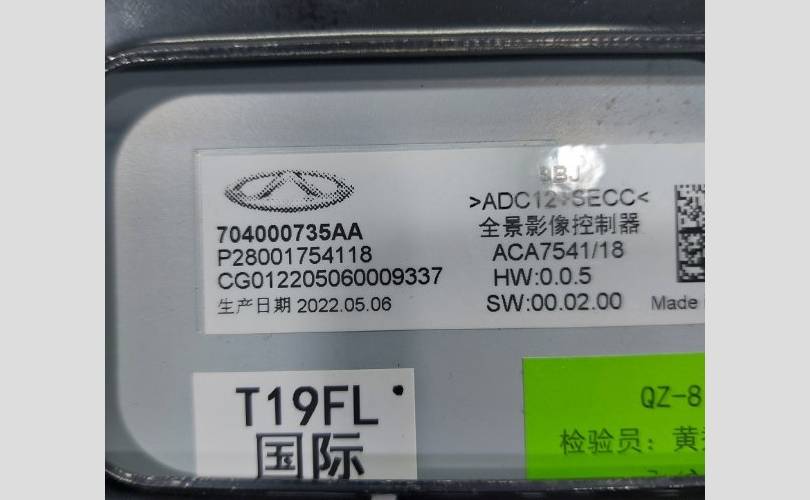 704000735AA
P28001754118
CG012205060009337
生产日期 2022.05.06
>ADC12+SECC<
全景影像控制器
ACA7541/18
HW:0.0.5
SW:00.02.00
Made
T19FL
国际
QZ-8
检验员：黄